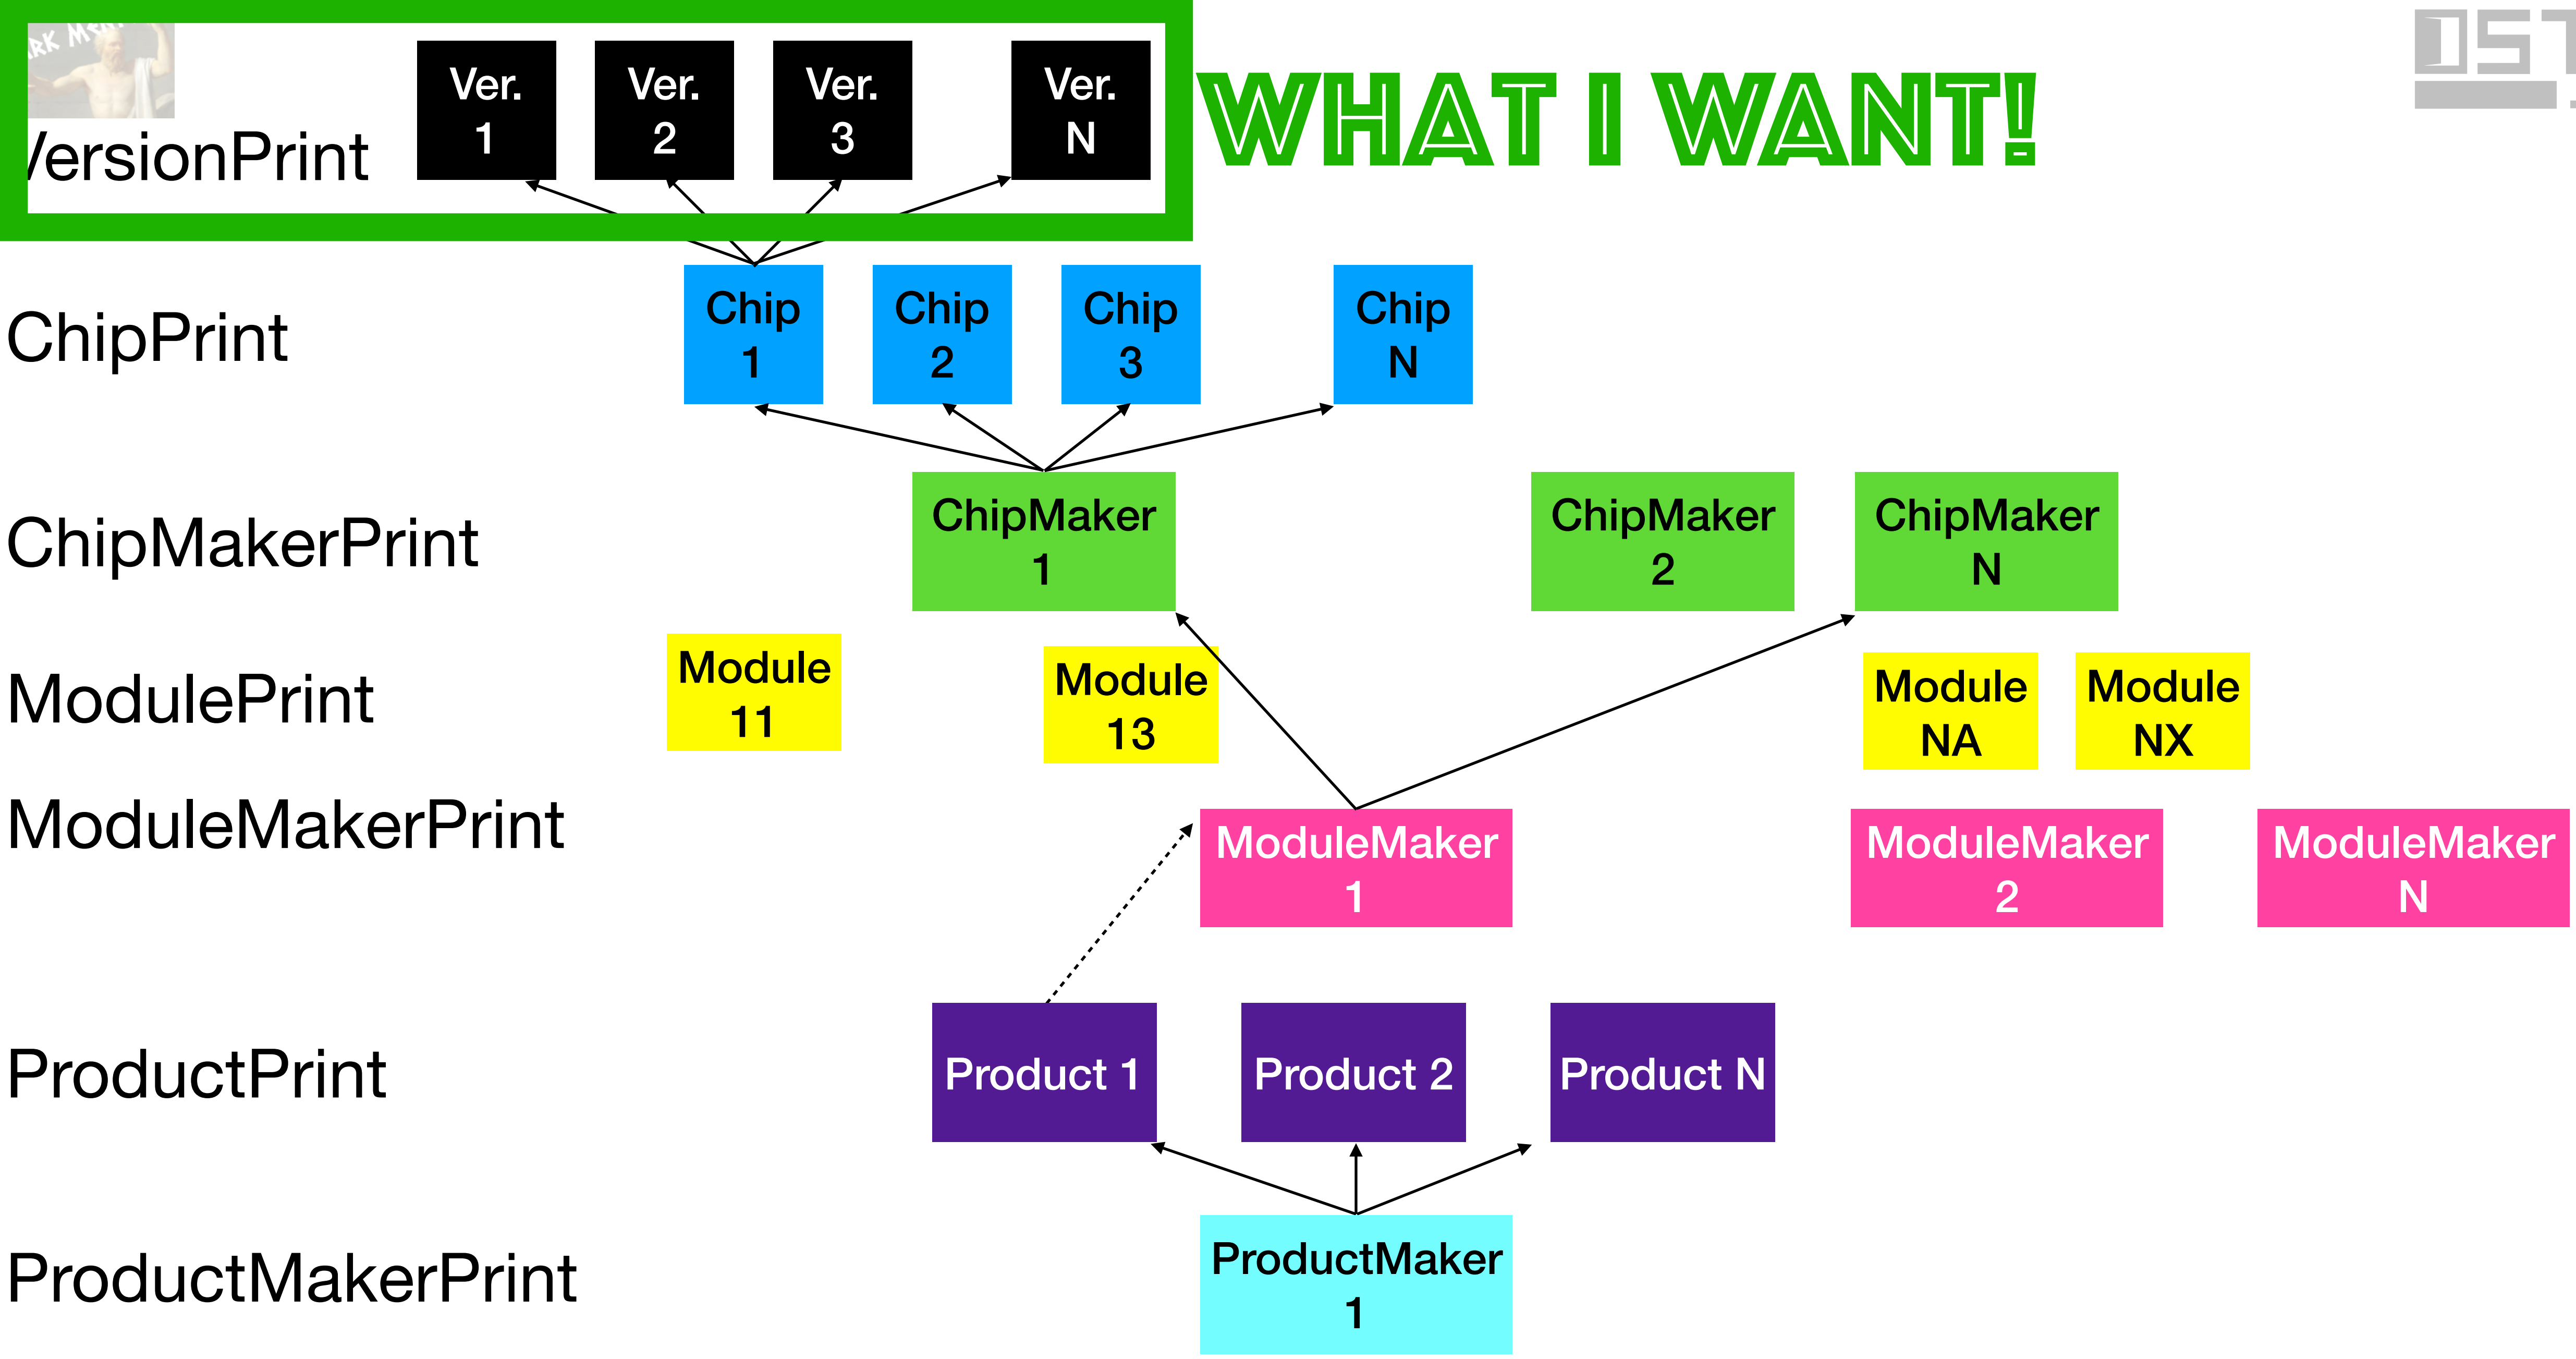 Ver.
1
Ver.
2
Ver.
3
Ver.
N
WHAT I WANT!
VersionPrint
ChipPrint
Chip
1
Chip
2
Chip
3
Chip
N
ChipMakerPrint
ChipMaker
1
ChipMaker
2
ChipMaker
N
ModulePrint
Module
11
Module
13
Module
NA
Module
NX
ModuleMakerPrint
ModuleMaker
1
ModuleMaker
2
ModuleMaker
N
ProductPrint
Product 1
Product 2
Product N
ProductMakerPrint
ProductMaker
1